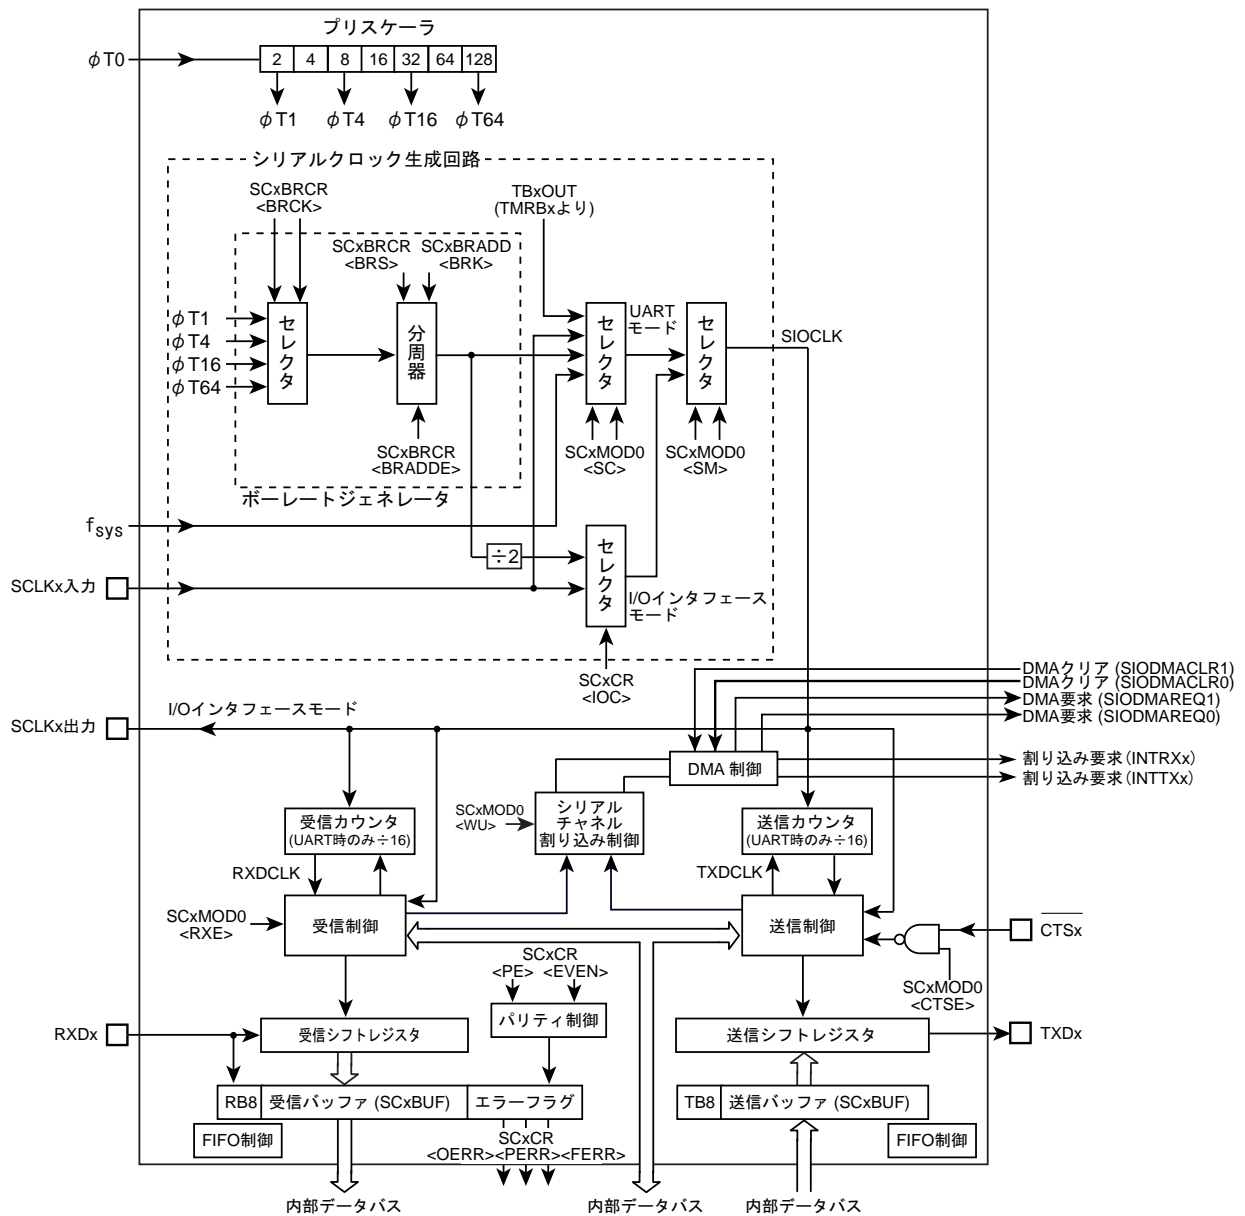 プリスケーラ
φT0
2 4 8 16 32 64 128
φT1 φT4 φT16 φT64
シリアルクロック生成回路
SCxBRCR
<BRCK>
TBxOUT
(TMRBxより)
SCxBRCR
<BRS>
SCxBRADD
<BRK>
φT1
φT4
φT16
φT64
セレクタ
分周器
セレクタ
UART
モード
セレクタ
SIOCLK
SCxBRCR
<BRADDE>
SCxMOD0
<SC>
SCxMOD0
<SM>
ボーレートジェネレータ
fsys
÷2
セレクタ
SCLKx入力
I/Oインタフェース
モード
SCxCR
<IOC>
DMAクリア (SIODMACLR1)
DMAクリア (SIODMACLR0)
DMA要求 (SIODMAREQ1)
DMA要求 (SIODMAREQ0)
I/Oインタフェースモード
SCLKx出力
DMA 制御
割り込み要求(INTRXx)
割り込み要求(INTTXx)
SCxMOD0
<WU>
シリアル
チャネル
割り込み制御
受信カウンタ
(UART時のみ÷16)
送信カウンタ
(UART時のみ÷16)
RXDCLK
TXDCLK
SCxMOD0
<RXE>
受信制御
送信制御
CTSx
SCxMOD0
<CTSE>
SCxCR
<PE> <EVEN>
パリティ制御
RXDx
受信シフトレジスタ
送信シフトレジスタ
TXDx
RB8 受信バッファ (SCxBUF) エラーフラグ
TB8 送信バッファ (SCxBUF)
FIFO制御
SCxCR
<OERR><PERR><FERR>
FIFO制御
内部データバス
内部データバス
内部データバス